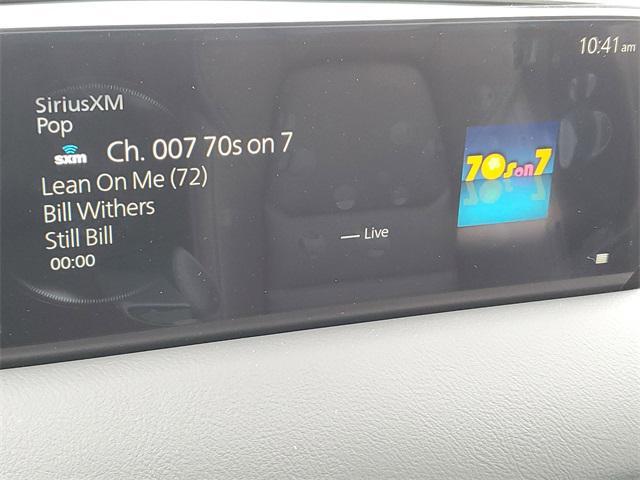 10:41 am
SiriusXM
Pop
sxm Ch. 007 70s on 7
Lean On Me (72)
Bill Withers
Still Bill
00:00
Live
70s on 7